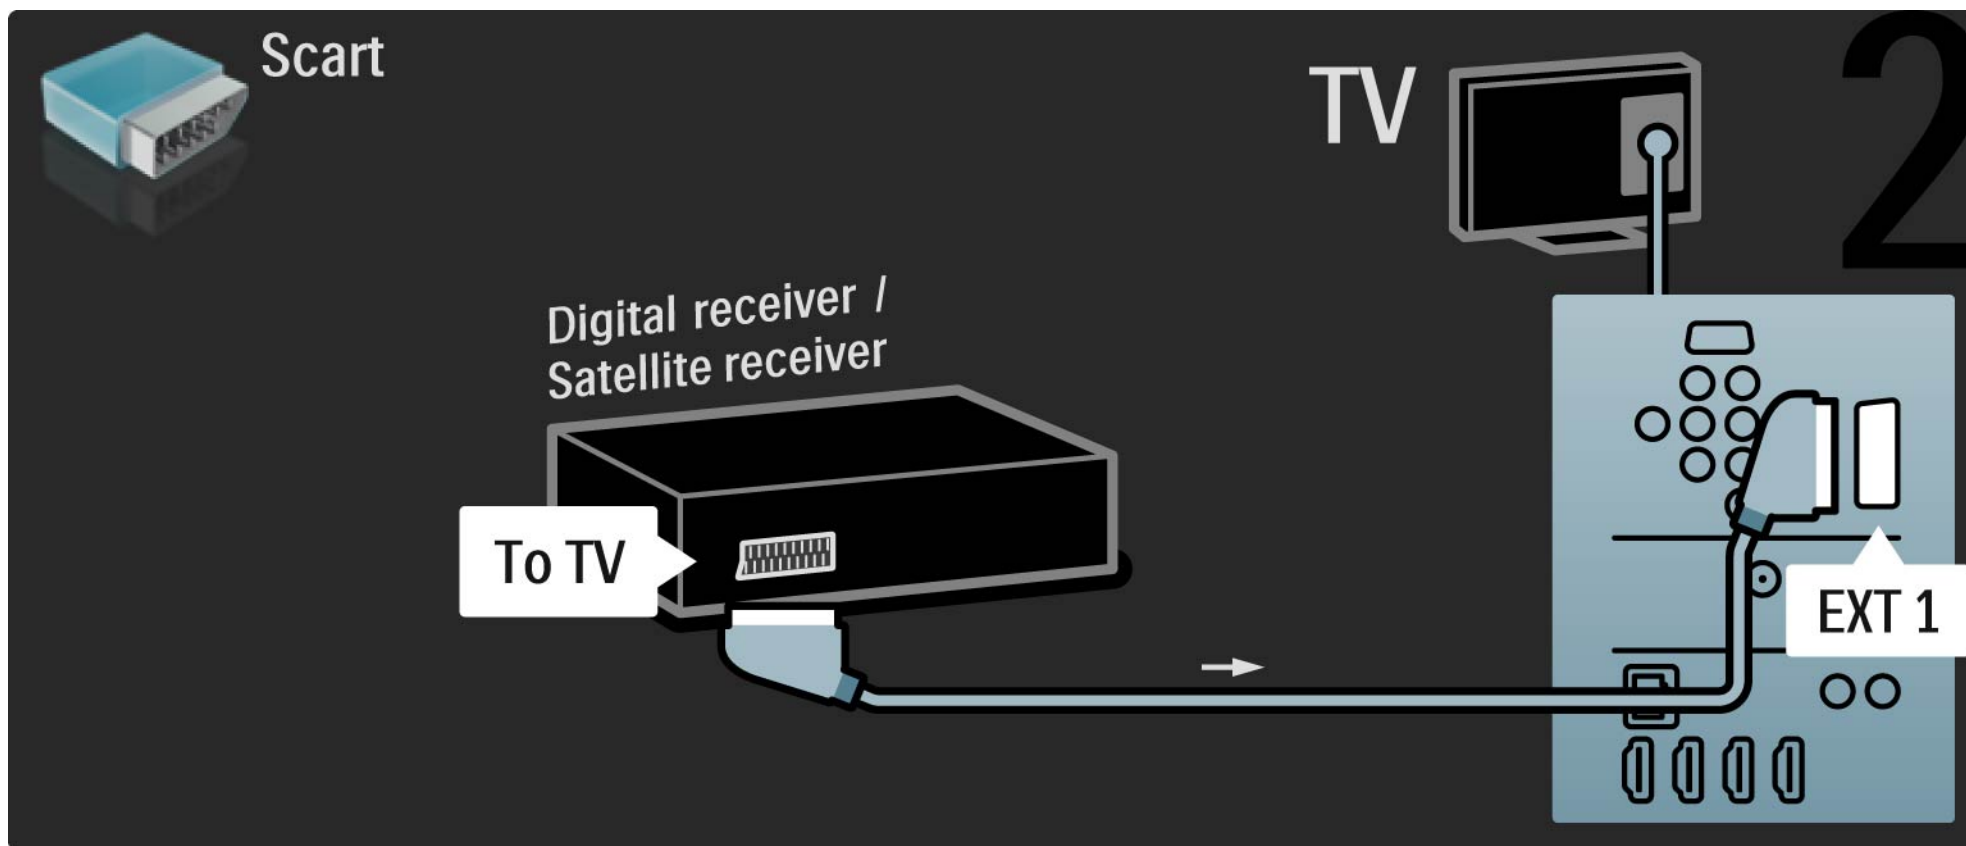 Scart
TV
2
Digital receiver /
Satellite receiver
To TV
EXT 1